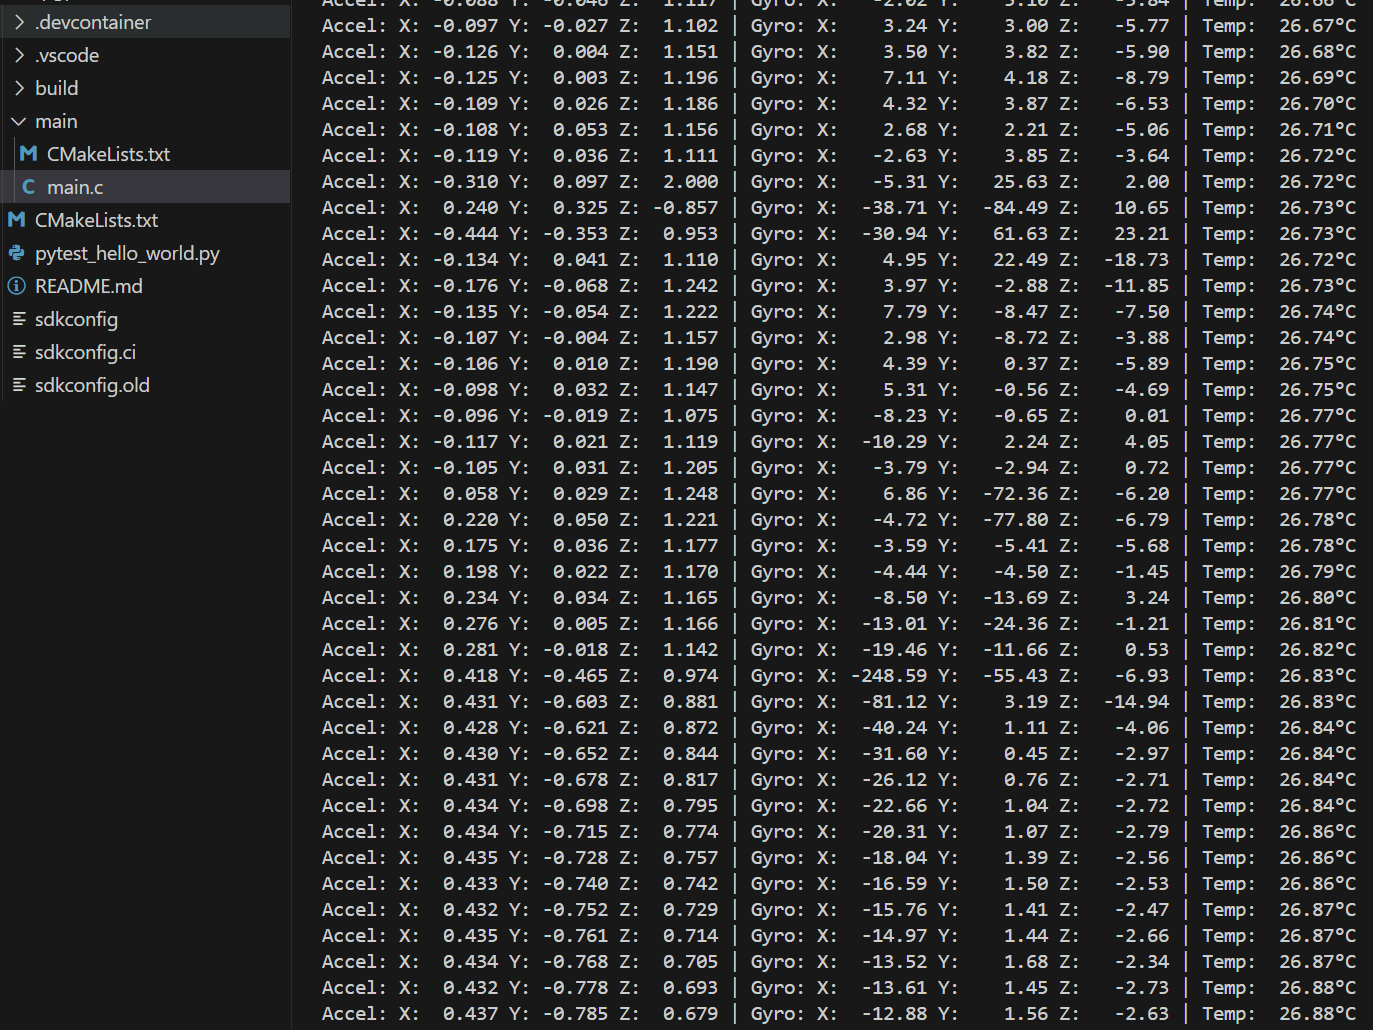 .devcontainer
.vscode
build
main
CMakeLists.txt
main.c
CMakeLists.txt
pytest_hello_world.py
README.md
sdkconfig
sdkconfig.ci
sdkconfig.old
Accel: X: -0.088 Y: -0.046 Z: 1.117 | Gyro: X: -2.02 Y: 3.10 Z: -5.84 | Temp: 26.66°C
Accel: X: -0.097 Y: -0.027 Z: 1.102 | Gyro: X: 3.24 Y: 3.00 Z: -5.77 | Temp: 26.67°C
Accel: X: -0.126 Y: 0.004 Z: 1.151 | Gyro: X: 3.50 Y: 3.82 Z: -5.90 | Temp: 26.68°C
Accel: X: -0.125 Y: 0.003 Z: 1.196 | Gyro: X: 7.11 Y: 4.18 Z: -8.79 | Temp: 26.69°C
Accel: X: -0.109 Y: 0.026 Z: 1.186 | Gyro: X: 4.32 Y: 3.87 Z: -6.53 | Temp: 26.70°C
Accel: X: -0.108 Y: 0.053 Z: 1.156 | Gyro: X: 2.68 Y: 2.21 Z: -5.06 | Temp: 26.71°C
Accel: X: -0.119 Y: 0.036 Z: 1.111 | Gyro: X: -2.63 Y: 3.85 Z: -3.64 | Temp: 26.72°C
Accel: X: -0.310 Y: 0.097 Z: 2.000 | Gyro: X: -5.31 Y: 25.63 Z: 2.00 | Temp: 26.72°C
Accel: X: 0.240 Y: 0.325 Z: -0.857 | Gyro: X: -38.71 Y: -84.49 Z: 10.65 | Temp: 26.73°C
Accel: X: -0.444 Y: -0.353 Z: 0.953 | Gyro: X: -30.94 Y: 61.63 Z: 23.21 | Temp: 26.73°C
Accel: X: -0.134 Y: 0.041 Z: 1.110 | Gyro: X: 4.95 Y: 22.49 Z: -18.73 | Temp: 26.72°C
Accel: X: -0.176 Y: -0.068 Z: 1.242 | Gyro: X: 3.97 Y: -2.88 Z: -11.85 | Temp: 26.73°C
Accel: X: -0.135 Y: -0.054 Z: 1.222 | Gyro: X: 7.79 Y: -8.47 Z: -7.50 | Temp: 26.74°C
Accel: X: -0.107 Y: -0.004 Z: 1.157 | Gyro: X: 2.98 Y: -8.72 Z: -3.88 | Temp: 26.74°C
Accel: X: -0.106 Y: 0.010 Z: 1.190 | Gyro: X: 4.39 Y: 0.37 Z: -5.89 | Temp: 26.75°C
Accel: X: -0.098 Y: 0.032 Z: 1.147 | Gyro: X: 5.31 Y: -0.56 Z: -4.69 | Temp: 26.75°C
Accel: X: -0.096 Y: -0.019 Z: 1.075 | Gyro: X: -8.23 Y: -0.65 Z: 0.01 | Temp: 26.77°C
Accel: X: -0.117 Y: 0.021 Z: 1.119 | Gyro: X: -10.29 Y: 2.24 Z: 4.05 | Temp: 26.77°C
Accel: X: -0.105 Y: 0.031 Z: 1.205 | Gyro: X: -3.79 Y: -2.94 Z: 0.72 | Temp: 26.77°C
Accel: X: 0.058 Y: 0.029 Z: 1.248 | Gyro: X: 6.86 Y: -72.36 Z: -6.20 | Temp: 26.77°C
Accel: X: 0.220 Y: 0.050 Z: 1.221 | Gyro: X: -4.72 Y: -77.80 Z: -6.79 | Temp: 26.78°C
Accel: X: 0.175 Y: 0.036 Z: 1.177 | Gyro: X: -3.59 Y: -5.41 Z: -5.68 | Temp: 26.78°C
Accel: X: 0.198 Y: 0.022 Z: 1.170 | Gyro: X: -4.44 Y: -4.50 Z: -1.45 | Temp: 26.79°C
Accel: X: 0.234 Y: 0.034 Z: 1.165 | Gyro: X: -8.50 Y: -13.69 Z: 3.24 | Temp: 26.80°C
Accel: X: 0.276 Y: 0.005 Z: 1.166 | Gyro: X: -13.01 Y: -24.36 Z: -1.21 | Temp: 26.81°C
Accel: X: 0.281 Y: -0.018 Z: 1.142 | Gyro: X: -19.46 Y: -11.66 Z: 0.53 | Temp: 26.82°C
Accel: X: 0.418 Y: -0.465 Z: 0.974 | Gyro: X: -248.59 Y: -55.43 Z: -6.93 | Temp: 26.83°C
Accel: X: 0.431 Y: -0.603 Z: 0.881 | Gyro: X: -81.12 Y: 3.19 Z: -14.94 | Temp: 26.83°C
Accel: X: 0.428 Y: -0.621 Z: 0.872 | Gyro: X: -40.24 Y: 1.11 Z: -4.06 | Temp: 26.84°C
Accel: X: 0.430 Y: -0.652 Z: 0.844 | Gyro: X: -31.60 Y: 0.45 Z: -2.97 | Temp: 26.84°C
Accel: X: 0.431 Y: -0.678 Z: 0.817 | Gyro: X: -26.12 Y: 0.76 Z: -2.71 | Temp: 26.84°C
Accel: X: 0.434 Y: -0.698 Z: 0.795 | Gyro: X: -22.66 Y: 1.04 Z: -2.72 | Temp: 26.84°C
Accel: X: 0.434 Y: -0.715 Z: 0.774 | Gyro: X: -20.31 Y: 1.07 Z: -2.79 | Temp: 26.86°C
Accel: X: 0.435 Y: -0.728 Z: 0.757 | Gyro: X: -18.04 Y: 1.39 Z: -2.56 | Temp: 26.86°C
Accel: X: 0.433 Y: -0.740 Z: 0.742 | Gyro: X: -16.59 Y: 1.50 Z: -2.53 | Temp: 26.86°C
Accel: X: 0.432 Y: -0.752 Z: 0.729 | Gyro: X: -15.76 Y: 1.41 Z: -2.47 | Temp: 26.87°C
Accel: X: 0.435 Y: -0.761 Z: 0.714 | Gyro: X: -14.97 Y: 1.44 Z: -2.66 | Temp: 26.87°C
Accel: X: 0.434 Y: -0.768 Z: 0.705 | Gyro: X: -13.52 Y: 1.68 Z: -2.34 | Temp: 26.87°C
Accel: X: 0.432 Y: -0.778 Z: 0.693 | Gyro: X: -13.61 Y: 1.45 Z: -2.73 | Temp: 26.88°C
Accel: X: 0.437 Y: -0.785 Z: 0.679 | Gyro: X: -12.88 Y: 1.56 Z: -2.63 | Temp: 26.88°C